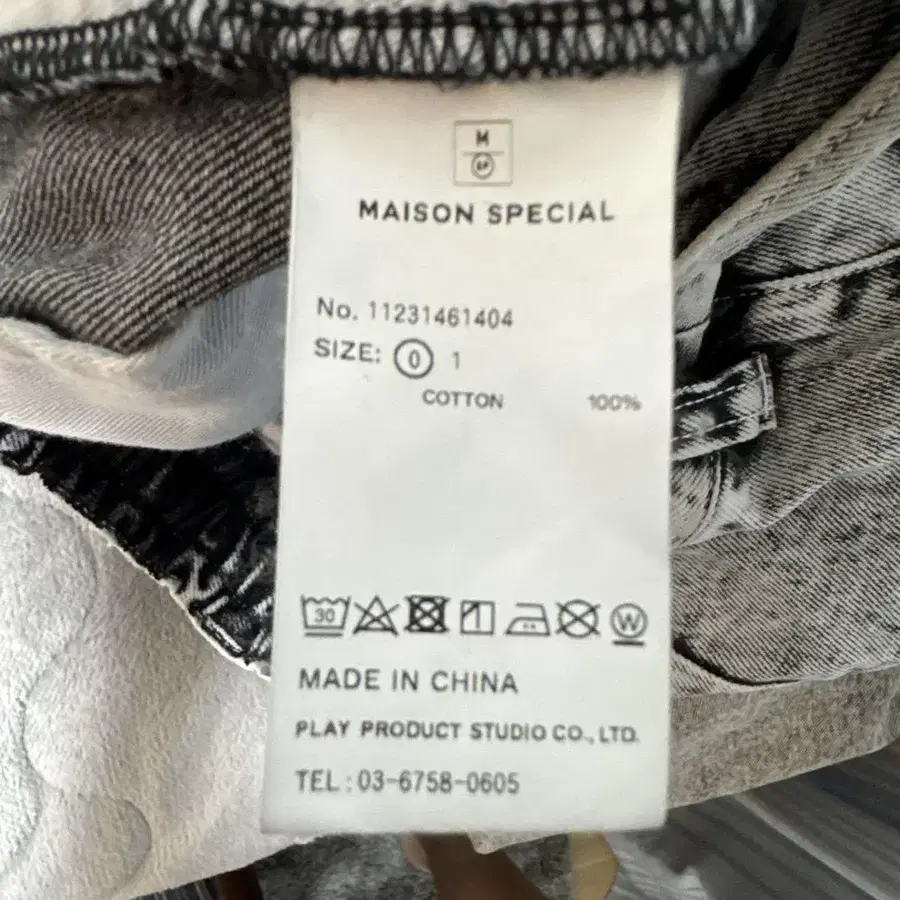 M
SP
MAISON SPECIAL
No. 11231461404
SIZE: 0 1
COTTON 100%
30 W
MADE IN CHINA
PLAY PRODUCT STUDIO CO., LTD.
TEL : 03-6758-0605